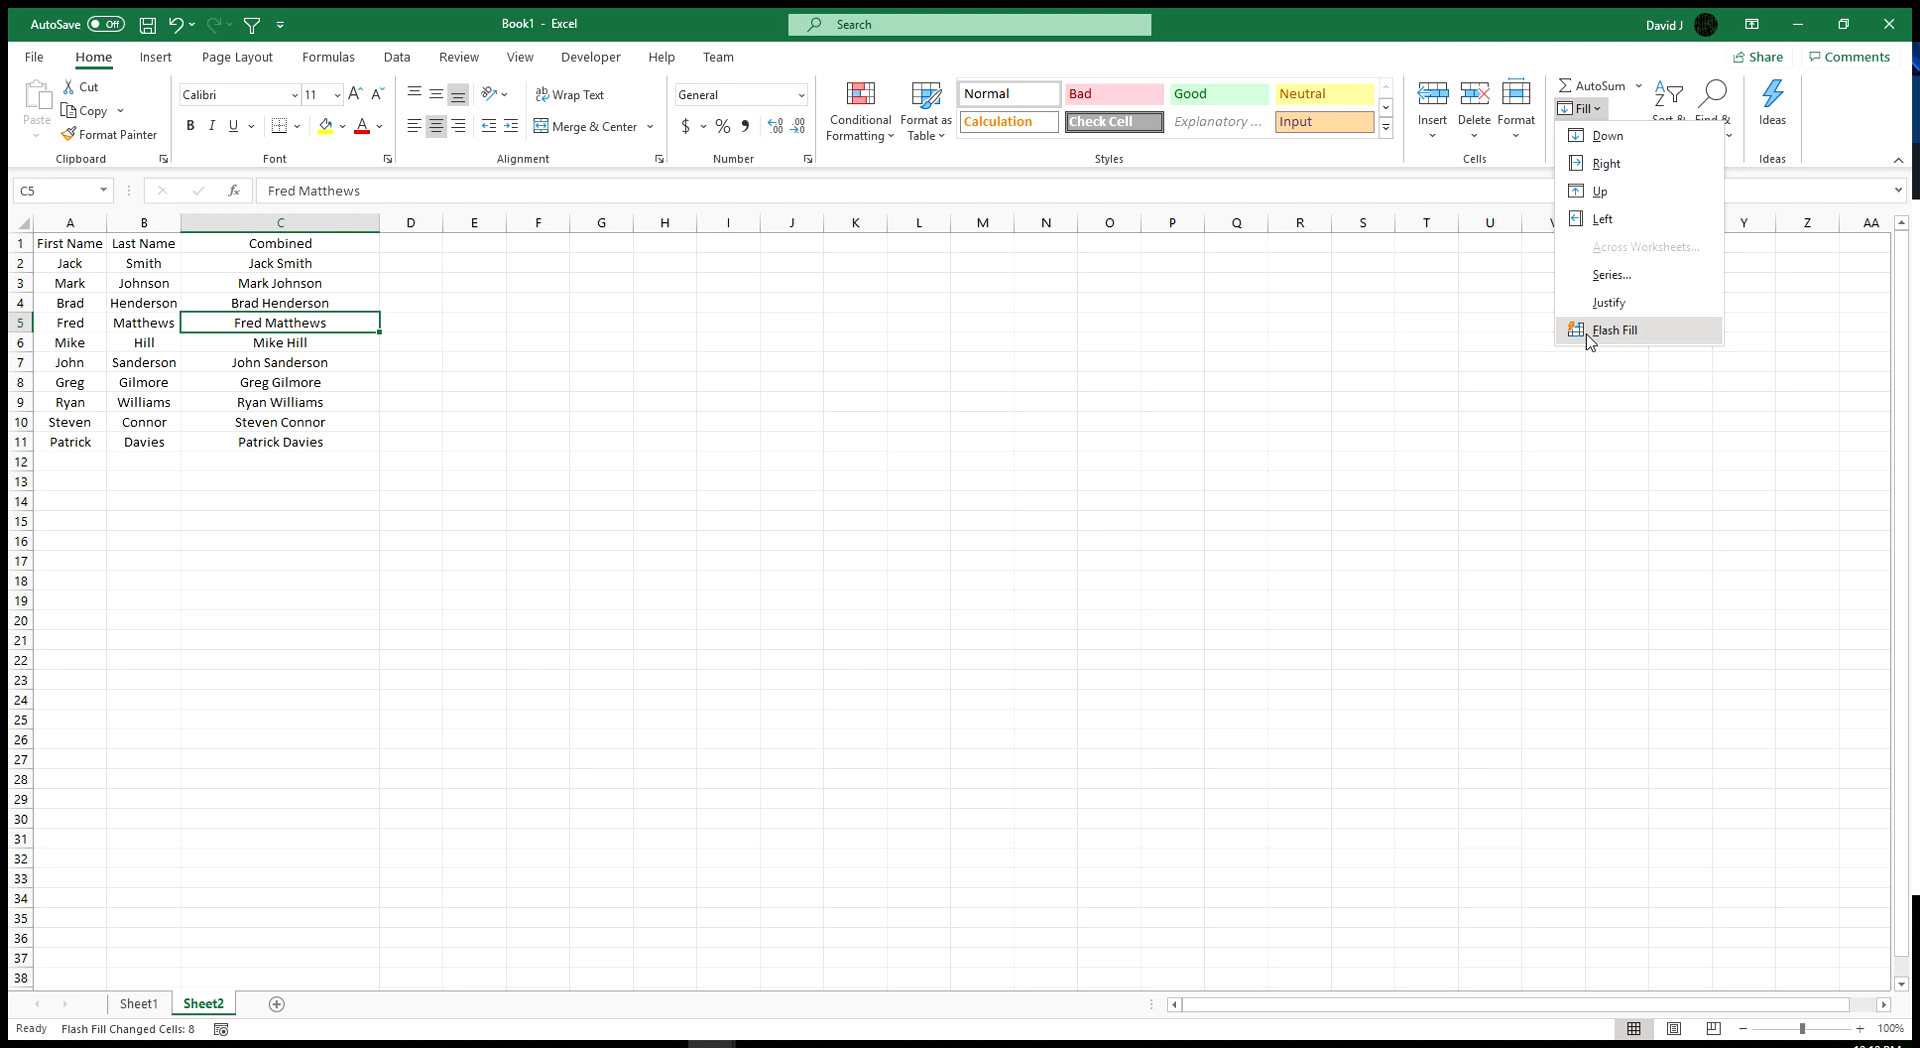 AutoSave Off Book1 - Excel Search David J
File Home Insert Page Layout Formulas Data Review View Developer Help Team Share Comments
Paste Cut Calibri 11 Wrap Text General Conditional Formatting Format as Table Normal Bad Good Neutral Insert Delete Format AutoSum Ideas
Copy B I U Merge & Center $ % Calculation Check Cell Explanatory ... Input Fill
Format Painter
Clipboard Font Alignment Number Styles Cells Ideas
Down
Right
Up
Left
Across Worksheets...
Series...
Justify
Flash Fill
C5 fx Fred Matthews
A B C D E F G H I J K L M N O P Q R S T U Y Z AA
1 First Name Last Name Combined
2 Jack Smith Jack Smith
3 Mark Johnson Mark Johnson
4 Brad Henderson Brad Henderson
5 Fred Matthews Fred Matthews
6 Mike Hill Mike Hill
7 John Sanderson John Sanderson
8 Greg Gilmore Greg Gilmore
9 Ryan Williams Ryan Williams
10 Steven Connor Steven Connor
11 Patrick Davies Patrick Davies
12
13
14
15
16
17
18
19
20
21
22
23
24
25
26
27
28
29
30
31
32
33
34
35
36
37
38
Sheet1 Sheet2
Ready Flash Fill Changed Cells: 8 100%